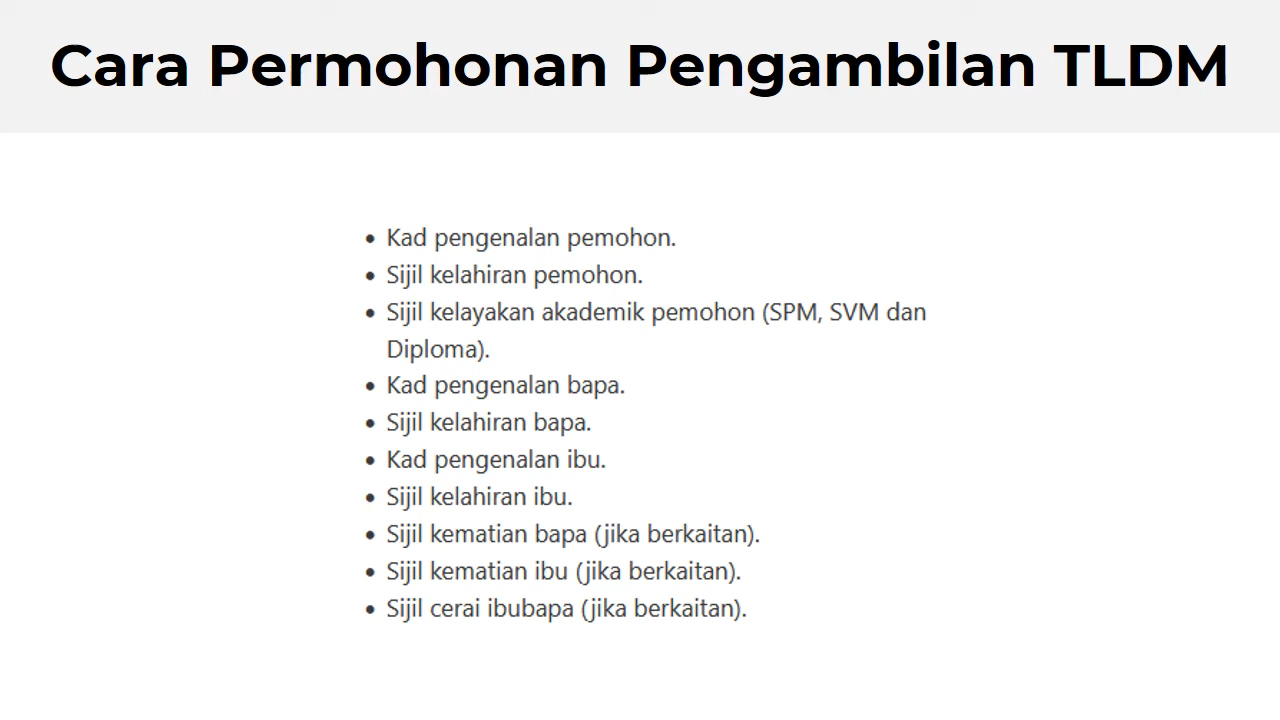 Cara Permohonan Pengambilan TLDM
• Kad pengenalan pemohon.
• Sijil kelahiran pemohon.
• Sijil kelayakan akademik pemohon (SPM, SVM dan
Diploma).
• Kad pengenalan bapa.
• Sijil kelahiran bapa.
• Kad pengenalan ibu.
• Sijil kelahiran ibu.
• Sijil kematian bapa (jika berkaitan).
• Sijil kematian ibu (jika berkaitan).
• Sijil cerai ibubapa (jika berkaitan).